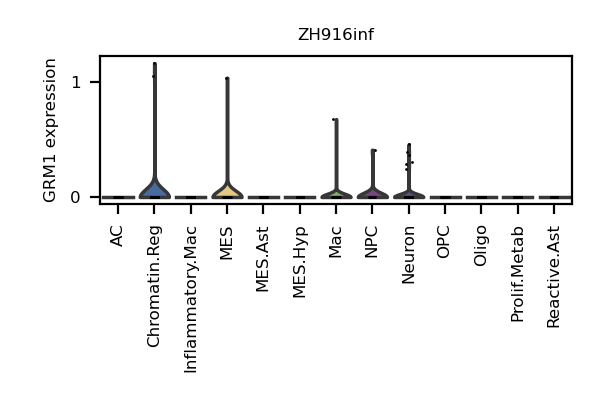 ZH916inf
GRM1 expression
1
0
AC
Chromatin.Reg
Inflammatory.Mac
MES
MES.Ast
MES.Hyp
Mac
NPC
Neuron
OPC
Oligo
Prolif.Metab
Reactive.Ast